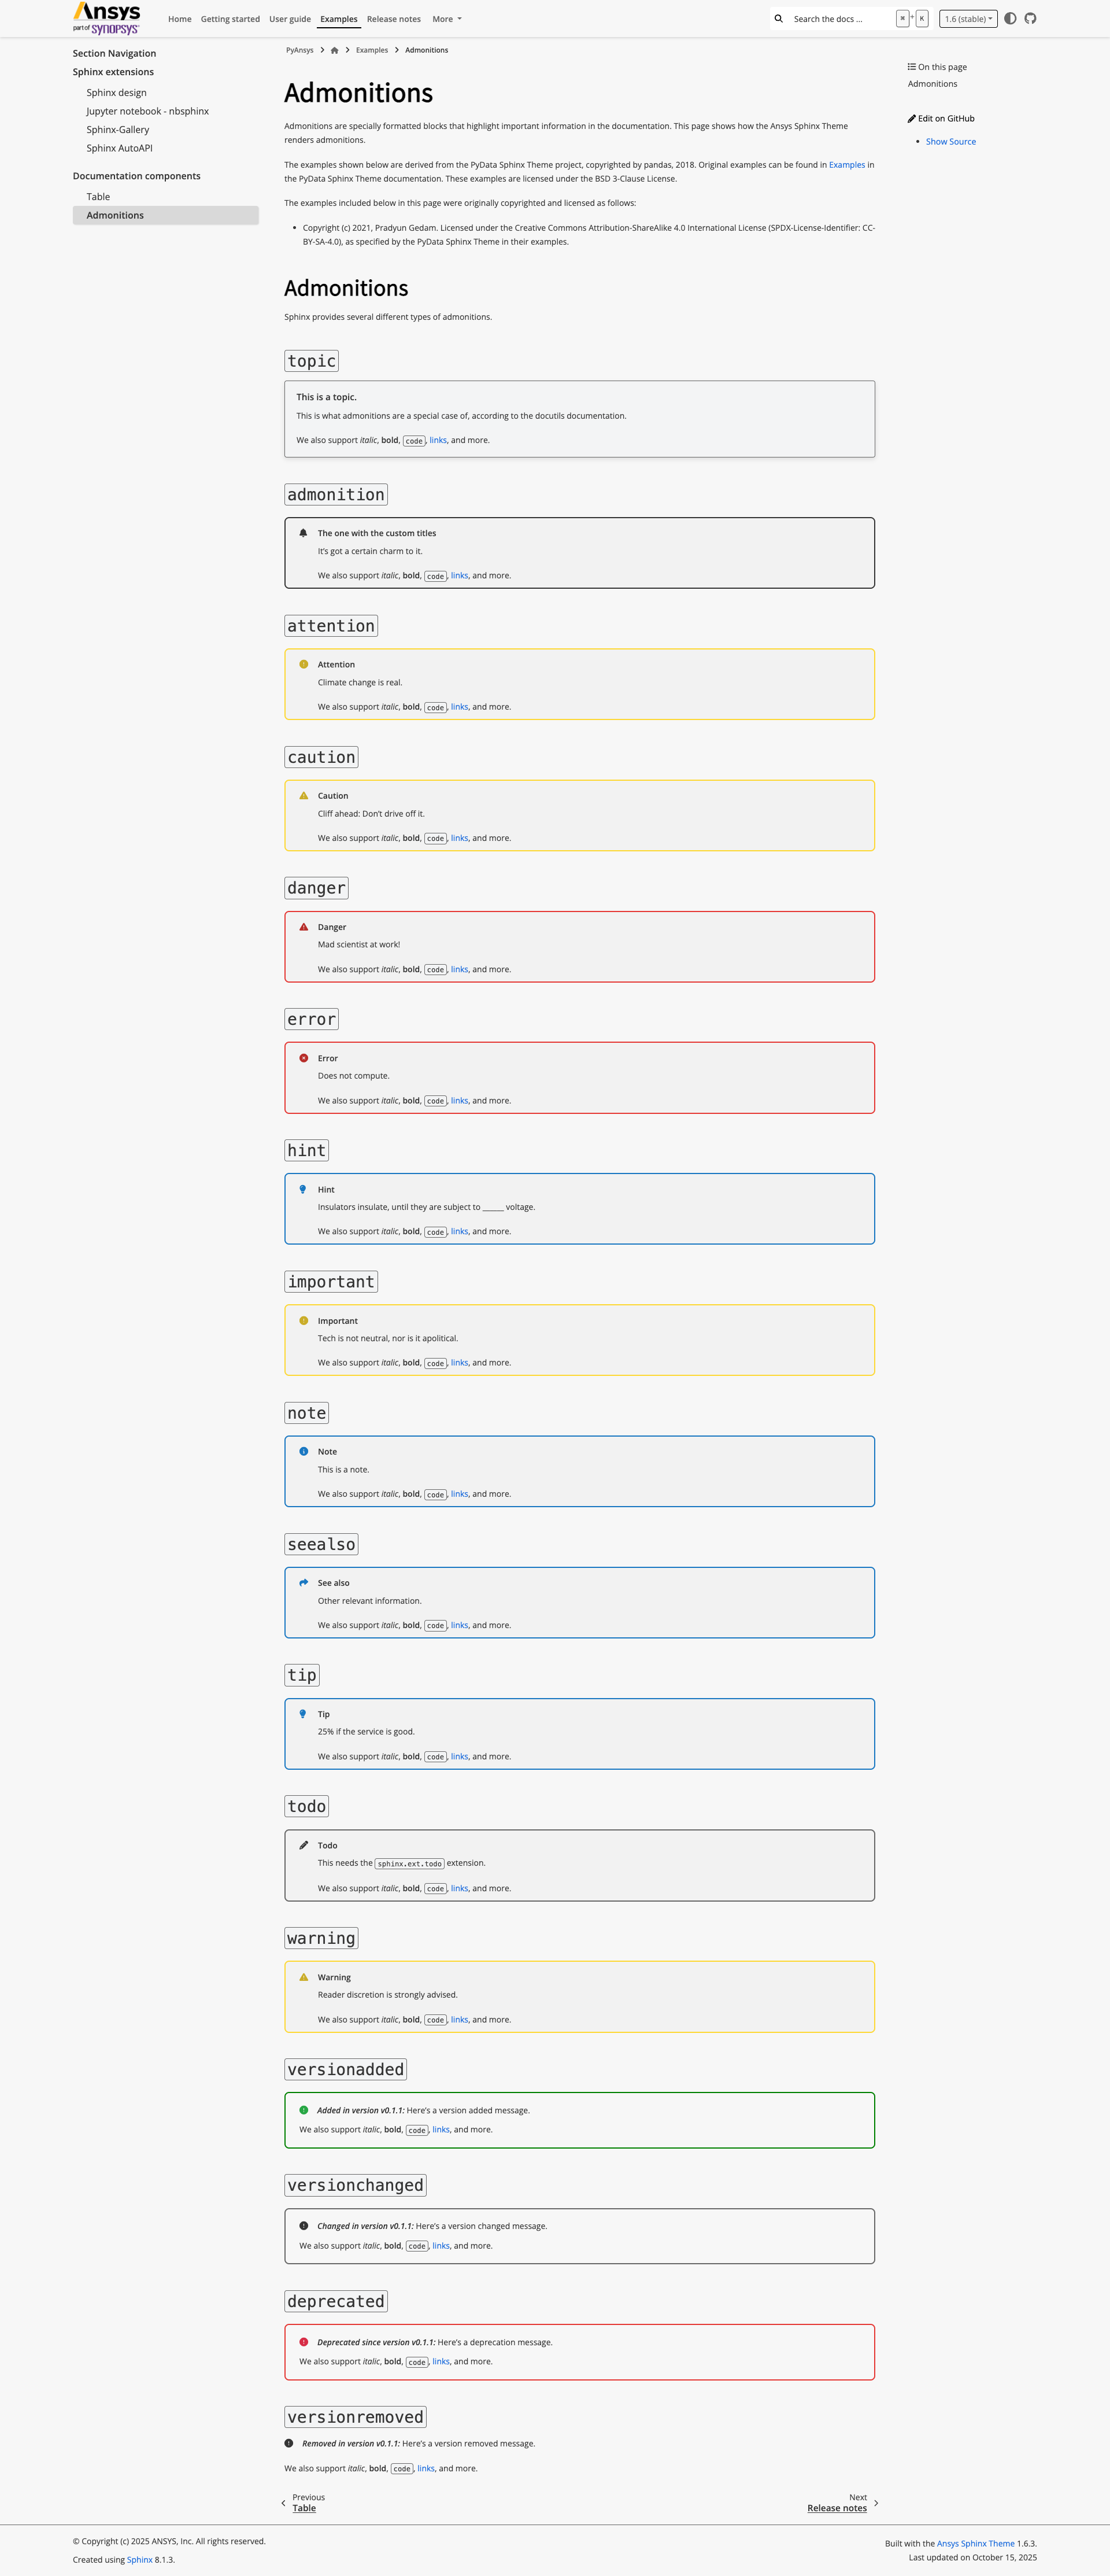 Ansys
part of SYNOPSYS
Home Getting started User guide Examples Release notes More
Search the docs ... ⌘ + K
1.6 (stable)
Section Navigation
Sphinx extensions
Sphinx design
Jupyter notebook - nbsphinx
Sphinx-Gallery
Sphinx AutoAPI
Documentation components
Table
Admonitions
PyAnsys > > Examples > Admonitions
Admonitions
Admonitions are specially formatted blocks that highlight important information in the documentation. This page shows how the Ansys Sphinx Theme
renders admonitions.
The examples shown below are derived from the PyData Sphinx Theme project, copyrighted by pandas, 2018. Original examples can be found in Examples in
the PyData Sphinx Theme documentation. These examples are licensed under the BSD 3-Clause License.
The examples included below in this page were originally copyrighted and licensed as follows:
• Copyright (c) 2021, Pradyun Gedam. Licensed under the Creative Commons Attribution-ShareAlike 4.0 International License (SPDX-License-Identifier: CC-
BY-SA-4.0), as specified by the PyData Sphinx Theme in their examples.
Admonitions
Sphinx provides several different types of admonitions.
topic
This is a topic.
This is what admonitions are a special case of, according to the docutils documentation.
We also support italic, bold, code, links, and more.
admonition
The one with the custom titles
It's got a certain charm to it.
We also support italic, bold, code, links, and more.
attention
Attention
Climate change is real.
We also support italic, bold, code, links, and more.
caution
Caution
Cliff ahead: Don't drive off it.
We also support italic, bold, code, links, and more.
danger
Danger
Mad scientist at work!
We also support italic, bold, code, links, and more.
error
Error
Does not compute.
We also support italic, bold, code, links, and more.
hint
Hint
Insulators insulate, until they are subject to ______ voltage.
We also support italic, bold, code, links, and more.
important
Important
Tech is not neutral, nor is it apolitical.
We also support italic, bold, code, links, and more.
note
Note
This is a note.
We also support italic, bold, code, links, and more.
seealso
See also
Other relevant information.
We also support italic, bold, code, links, and more.
tip
Tip
25% if the service is good.
We also support italic, bold, code, links, and more.
todo
Todo
This needs the sphinx.ext.todo extension.
We also support italic, bold, code, links, and more.
warning
Warning
Reader discretion is strongly advised.
We also support italic, bold, code, links, and more.
versionadded
Added in version v0.1.1: Here's a version added message.
We also support italic, bold, code, links, and more.
versionchanged
Changed in version v0.1.1: Here's a version changed message.
We also support italic, bold, code, links, and more.
deprecated
Deprecated since version v0.1.1: Here's a deprecation message.
We also support italic, bold, code, links, and more.
versionremoved
Removed in version v0.1.1: Here's a version removed message.
We also support italic, bold, code, links, and more.
Previous
Table
Next
Release notes
On this page
Admonitions
Edit on GitHub
• Show Source
© Copyright (c) 2025 ANSYS, Inc. All rights reserved.
Created using Sphinx 8.1.3.
Built with the Ansys Sphinx Theme 1.6.3.
Last updated on October 15, 2025